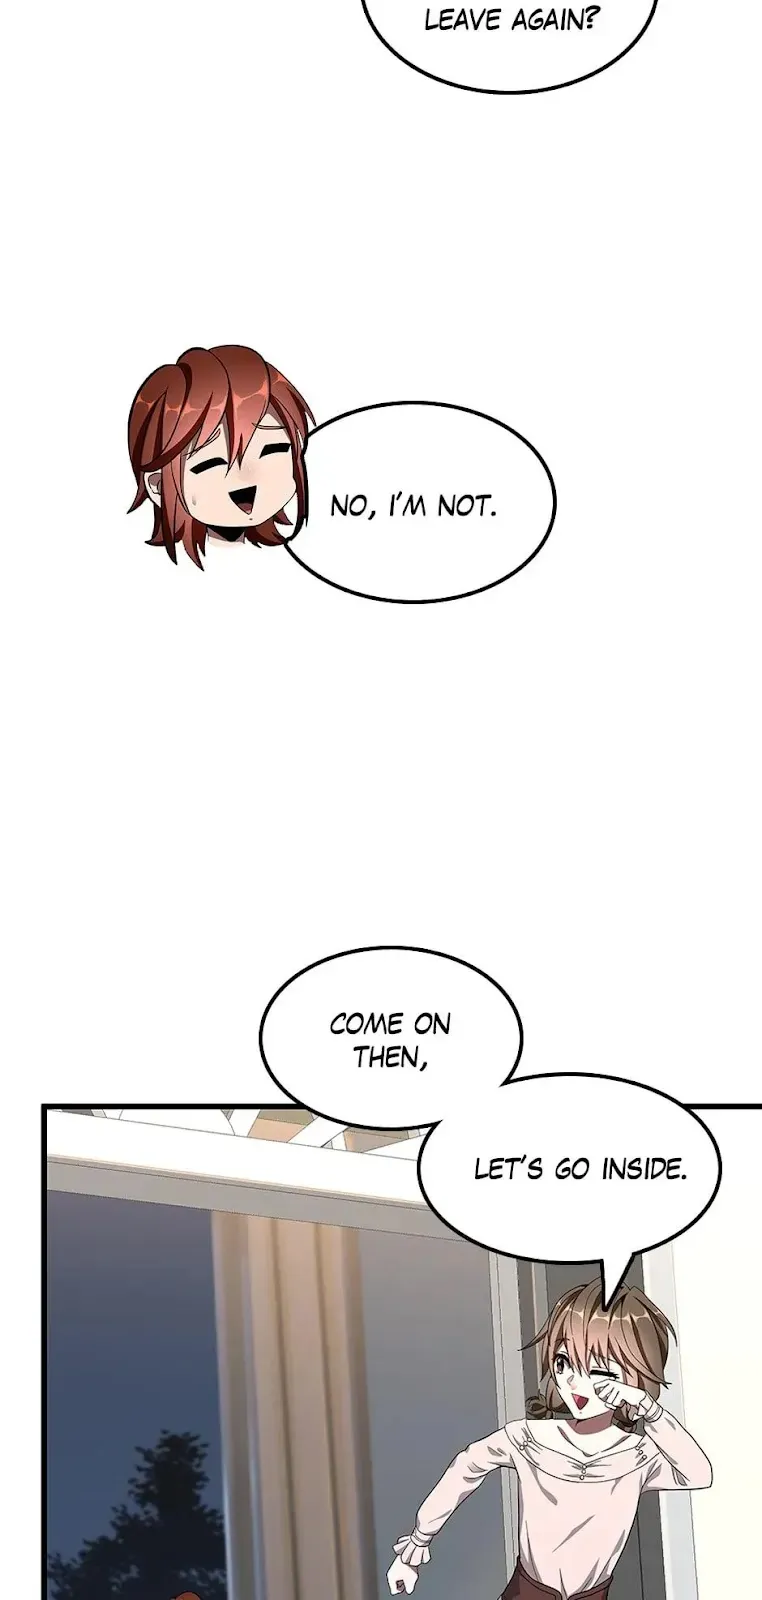 LEAVE AGAIN?
NO, I'M NOT.
COME ON
THEN,
LET'S GO INSIDE.